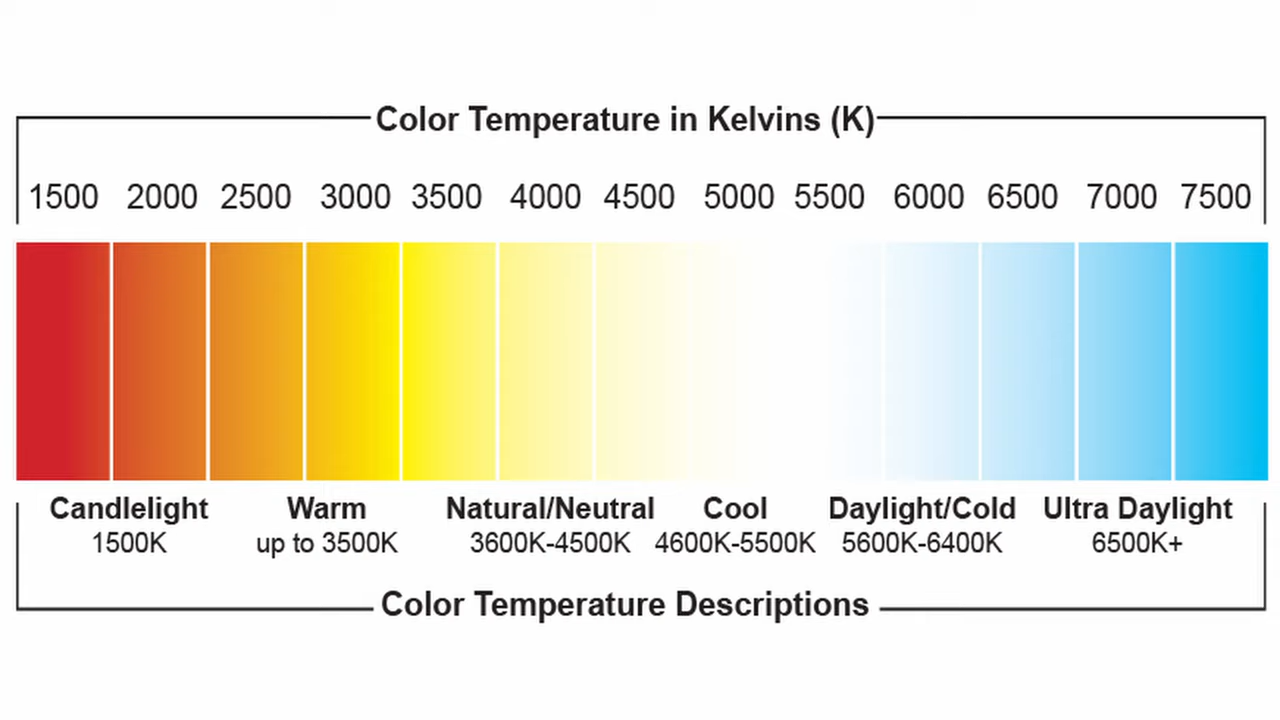 Color Temperature in Kelvins (K)
1500 2000 2500 3000 3500 4000 4500 5000 5500 6000 6500 7000 7500
Candlelight Warm Natural/Neutral Cool Daylight/Cold Ultra Daylight
1500K up to 3500K 3600K-4500K 4600K-5500K 5600K-6400K 6500K+
Color Temperature Descriptions